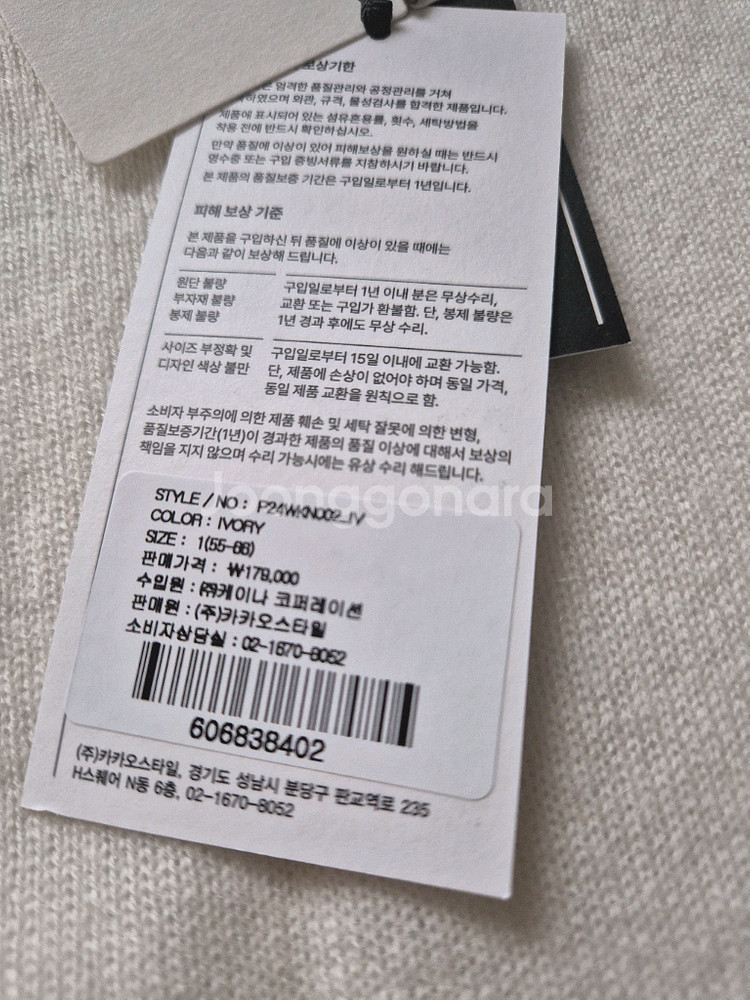 보상기한
엄격한 품질관리와 공정관리를 거쳐
외관, 규격, 물성검사를 합격한 제품입니다.
제품에 표시되어 있는 섬유혼용률, 횟수, 세탁방법을
착용 전에 반드시 확인하십시오.
만약 품질에 이상이 있어 피해보상을 원하실 때는 반드시
영수증 또는 구입 증빙서류를 지참하시기 바랍니다.
본 제품의 품질보증 기간은 구입일로부터 1년입니다.
피해 보상 기준
본 제품을 구입하신 뒤 품질에 이상이 있을 때에는
다음과 같이 보상해 드립니다.
원단 불량
부자재 불량
봉제 불량
구입일로부터 1년 이내 분은 무상수리,
교환 또는 구입가 환불함. 단, 봉제 불량은
1년 경과 후에도 무상 수리.
사이즈 부정확 및
디자인 색상 불만
구입일로부터 15일 이내에 교환 가능함.
단, 제품에 손상이 없어야 하며 동일 가격,
동일 제품 교환을 원칙으로 함.
소비자 부주의에 의한 제품 훼손 및 세탁 잘못에 의한 변형,
품질보증기간(1년)이 경과한 제품의 품질 이상에 대해서 보상의
책임을 지지 않으며 수리 가능시에는 유상 수리 해드립니다.
joonggonara
STYLE / NO : P24WKN002_IV
COLOR : IVORY
SIZE : 1(55-66)
판매가격 : ₩179,000
수입원 : ㈜케이나 코퍼레이션
판매원 : (주)카카오스타일
소비자상담실 : 02-1670-8052
606838402
(주)카카오스타일, 경기도 성남시 분당구 판교역로 235
H스퀘어 N동 6층, 02-1670-8052